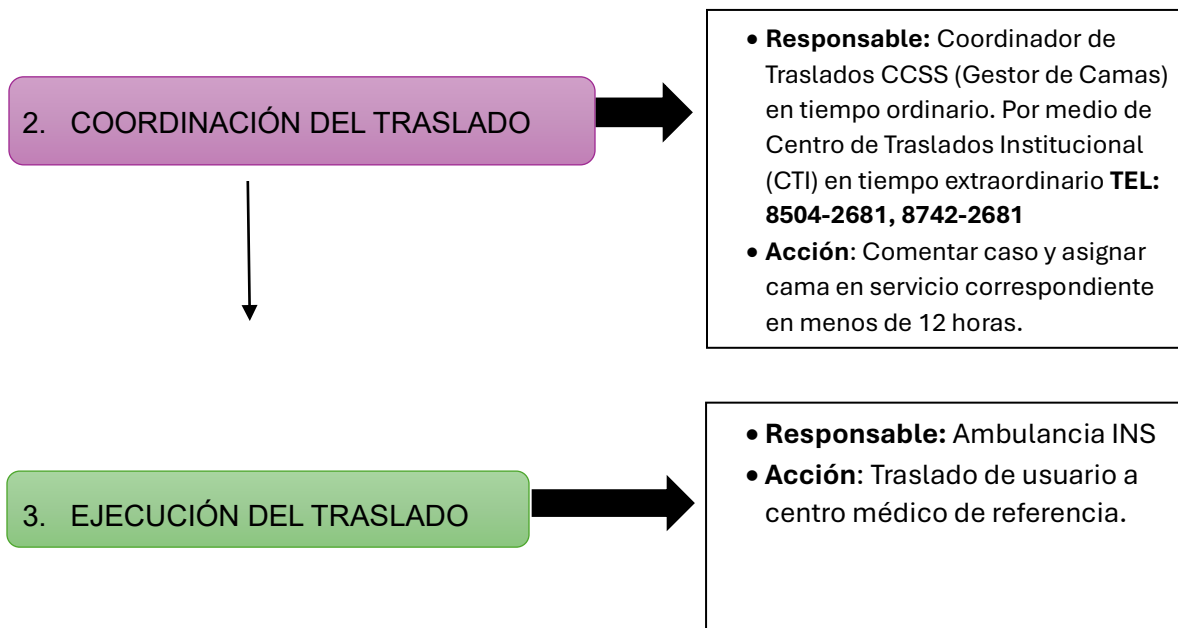 2. COORDINACIÓN DEL TRASLADO
• Responsable: Coordinador de
Traslados CCSS (Gestor de Camas)
en tiempo ordinario. Por medio de
Centro de Traslados Institucional
(CTI) en tiempo extraordinario TEL:
8504-2681, 8742-2681
• Acción: Comentar caso y asignar
cama en servicio correspondiente
en menos de 12 horas.
3. EJECUCIÓN DEL TRASLADO
• Responsable: Ambulancia INS
• Acción: Traslado de usuario a
centro médico de referencia.